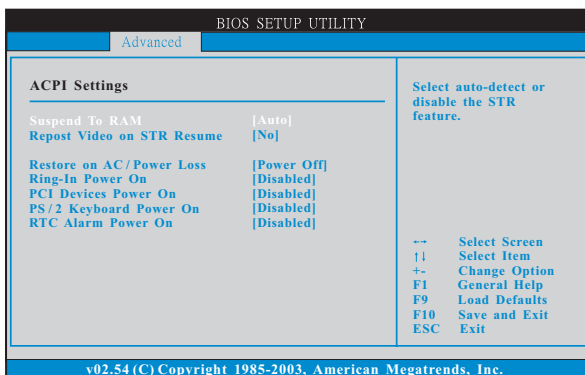 BIOS SETUP UTILITY
Advanced
ACPI Settings
Suspend To RAM [Auto]
Repost Video on STR Resume [No]
Restore on AC / Power Loss [Power Off]
Ring-In Power On [Disabled]
PCI Devices Power On [Disabled]
PS / 2 Keyboard Power On [Disabled]
RTC Alarm Power On [Disabled]
Select auto-detect or
disable the STR
feature.
←→ Select Screen
↑↓ Select Item
+- Change Option
F1 General Help
F9 Load Defaults
F10 Save and Exit
ESC Exit
v02.54 (C) Copyright 1985-2003, American Megatrends, Inc.